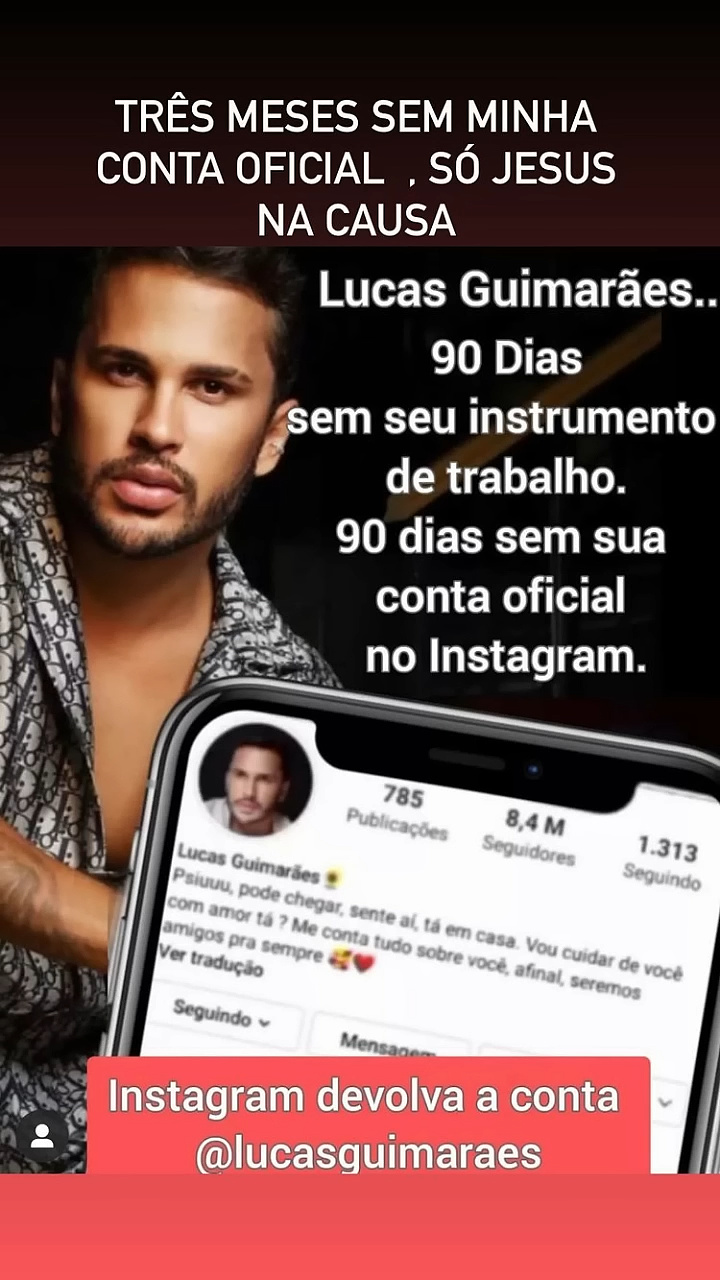 TRÊS MESES SEM MINHA
CONTA OFICIAL , SÓ JESUS
NA CAUSA
Lucas Guimarães..
90 Dias
sem seu instrumento
de trabalho.
90 dias sem sua
conta oficial
no Instagram.
785
Publicações
8,4 M
Seguidores
1.313
Seguindo
Lucas Guimarães 🌻
Psiuuu, pode chegar, sente aí, tá em casa. Vou cuidar de você
com amor tá ? Me conta tudo sobre você, afinal, seremos
amigos pra sempre 🥰❤️
Ver tradução
Seguindo
Mensagem
Instagram devolva a conta
@lucasguimaraes